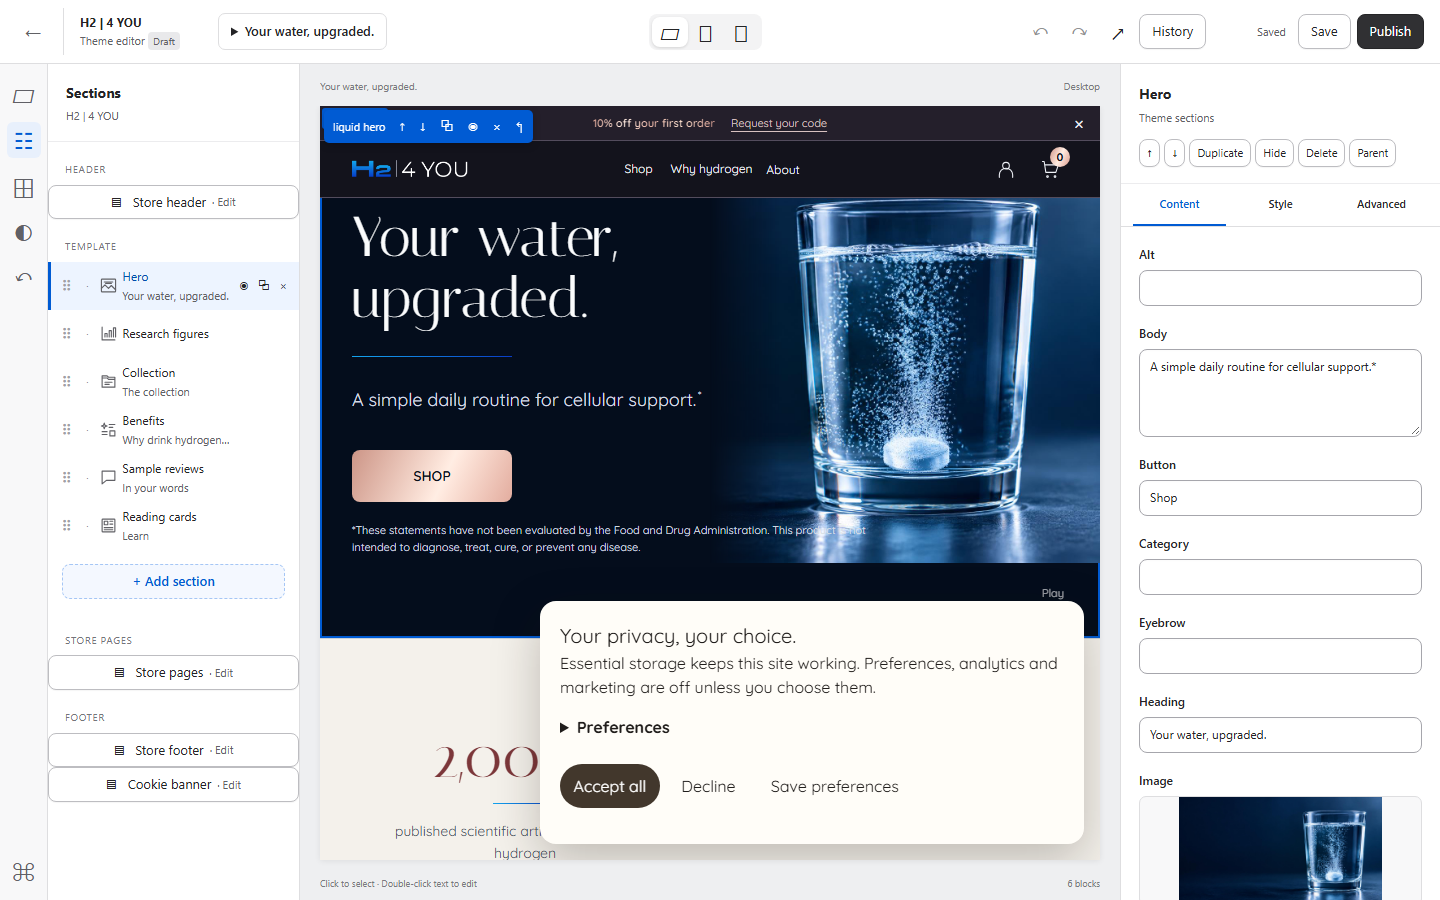 H2 | 4 YOU
Theme editor Draft
Your water, upgraded.
History
Saved
Save
Publish
Sections
H2 | 4 YOU
HEADER
Store header · Edit
TEMPLATE
Hero
Your water, upgraded.
Research figures
Collection
The collection
Benefits
Why drink hydrogen...
Sample reviews
In your words
Reading cards
Learn
+ Add section
STORE PAGES
Store pages · Edit
FOOTER
Store footer · Edit
Cookie banner · Edit
Your water, upgraded.
Desktop
liquid hero
10% off your first order
Request your code
H2 | 4 YOU
Shop
Why hydrogen
About
0
Your water,
upgraded.
A simple daily routine for cellular support.*
SHOP
*These statements have not been evaluated by the Food and Drug Administration. This product is not
intended to diagnose, treat, cure, or prevent any disease.
Play
Your privacy, your choice.
Essential storage keeps this site working. Preferences, analytics and
marketing are off unless you choose them.
Preferences
Accept all
Decline
Save preferences
2,00
published scientific
hydrogen
Click to select · Double-click text to edit
6 blocks
Hero
Theme sections
Duplicate
Hide
Delete
Parent
Content
Style
Advanced
Alt
Body
A simple daily routine for cellular support.*
Button
Shop
Category
Eyebrow
Heading
Your water, upgraded.
Image